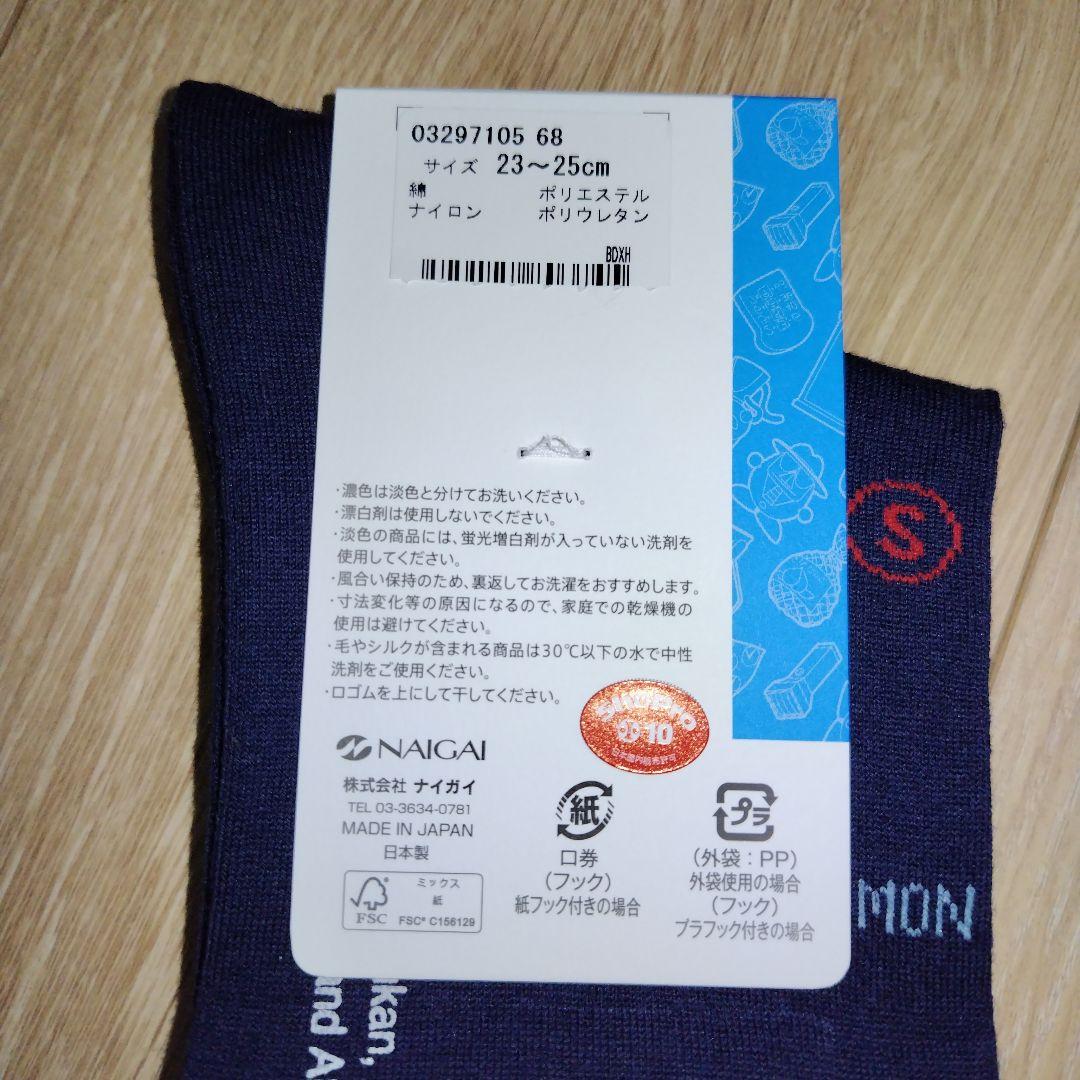 03297105 68
サイズ 23～25cm
綿 ポリエステル
ナイロン ポリウレタン
BDXH
・濃色は淡色と分けてお洗いください。
・漂白剤は使用しないでください。
・淡色の商品には、蛍光増白剤が入っていない洗剤を
使用してください。
・風合い保持のため、裏返してお洗濯をおすすめします。
・寸法変化等の原因になるので、家庭での乾燥機の
使用は避けてください。
・毛やシルクが含まれる商品は30℃以下の水で中性
洗剤をご使用ください。
・口ゴムを上にして干してください。
10
日本国内販売許可
NAIGAI
株式会社 ナイガイ
TEL 03-3634-0781
MADE IN JAPAN
日本製
ミックス
紙
FSC
FSC® C156129
紙
口券
(フック)
紙フック付きの場合
プラ
(外袋：PP)
外袋使用の場合
(フック)
プラフック付きの場合
S
MON
kan,
and A